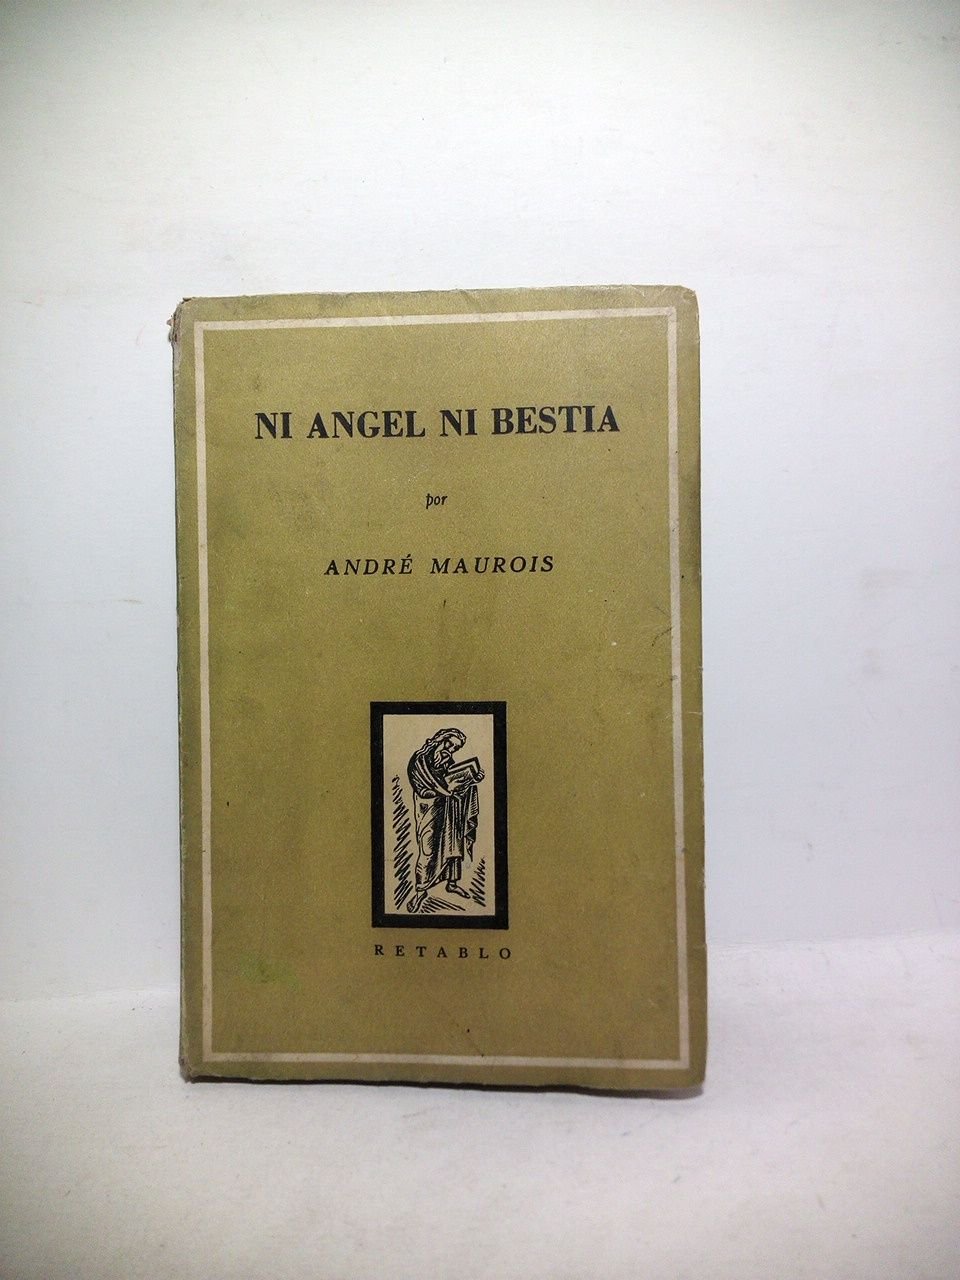 NI ANGEL NI BESTIA
por
ANDRÉ MAUROIS
RETABLO